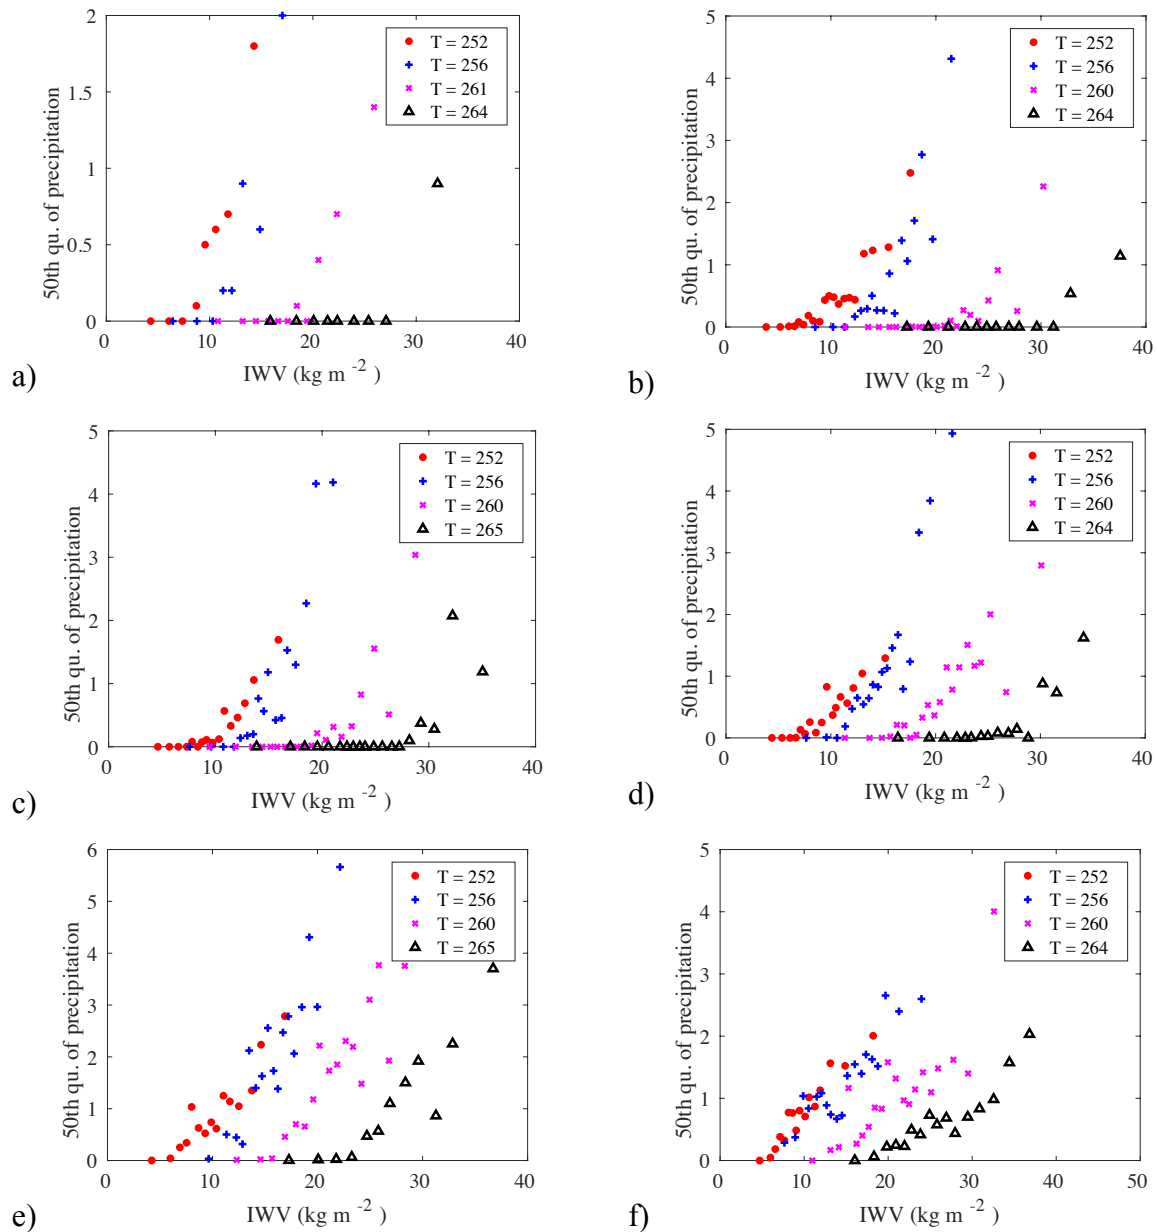 2
1.5
1
0.5
0
50th qu. of precipitation
T = 252
T = 256
T = 261
T = 264
0 10 20 30 40
IWV (kg m -2 )
a)
5
4
3
2
1
0
50th qu. of precipitation
T = 252
T = 256
T = 260
T = 264
0 10 20 30 40
IWV (kg m -2 )
b)
5
4
3
2
1
0
50th qu. of precipitation
T = 252
T = 256
T = 260
T = 265
0 10 20 30 40
IWV (kg m -2 )
c)
5
4
3
2
1
0
50th qu. of precipitation
T = 252
T = 256
T = 260
T = 264
0 10 20 30 40
IWV (kg m -2 )
d)
6
5
4
3
2
1
0
50th qu. of precipitation
T = 252
T = 256
T = 260
T = 265
0 10 20 30 40
IWV (kg m -2 )
e)
5
4
3
2
1
0
50th qu. of precipitation
T = 252
T = 256
T = 260
T = 264
0 10 20 30 40 50
IWV (kg m -2 )
f)